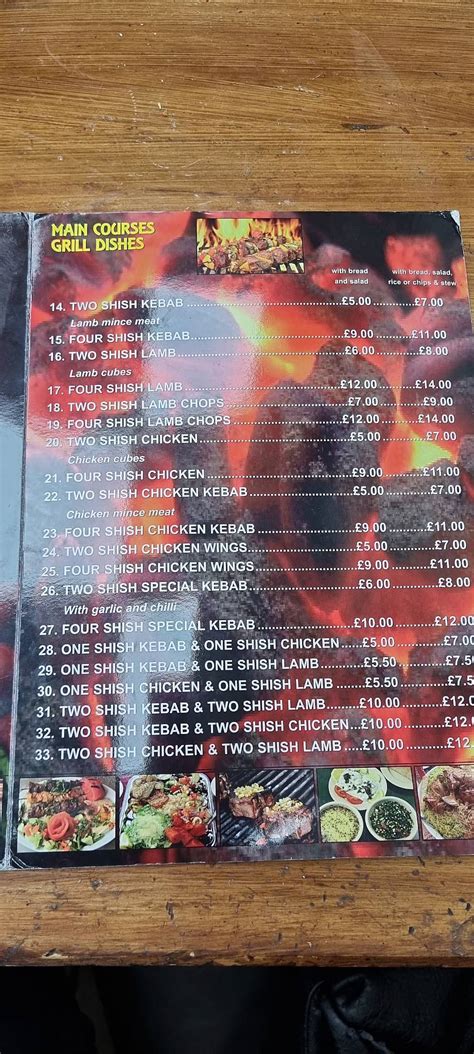 MAIN COURSES
GRILL DISHES
with bread and salad
with bread, salad, rice or chips & stew
14. TWO SHISH KEBAB £5.00 £7.00
Lamb mince meat
15. FOUR SHISH KEBAB £9.00 £11.00
16. TWO SHISH LAMB £6.00 £8.00
Lamb cubes
17. FOUR SHISH LAMB £12.00 £14.00
18. TWO SHISH LAMB CHOPS £7.00 £9.00
19. FOUR SHISH LAMB CHOPS £12.00 £14.00
20. TWO SHISH CHICKEN £5.00 £7.00
Chicken cubes
21. FOUR SHISH CHICKEN £9.00 £11.00
22. TWO SHISH CHICKEN KEBAB £5.00 £7.00
Chicken mince meat
23. FOUR SHISH CHICKEN KEBAB £9.00 £11.00
24. TWO SHISH CHICKEN WINGS £5.00 £7.00
25. FOUR SHISH CHICKEN WINGS £9.00 £11.00
26. TWO SHISH SPECIAL KEBAB £6.00 £8.00
With garlic and chilli
27. FOUR SHISH SPECIAL KEBAB £10.00 £12.00
28. ONE SHISH KEBAB & ONE SHISH CHICKEN £5.00 £7.00
29. ONE SHISH KEBAB & ONE SHISH LAMB £5.50 £7.5
30. ONE SHISH CHICKEN & ONE SHISH LAMB £5.50 £7.5
31. TWO SHISH KEBAB & TWO SHISH LAMB £10.00 £12.0
32. TWO SHISH KEBAB & TWO SHISH CHICKEN £10.00 £12.0
33. TWO SHISH CHICKEN & TWO SHISH LAMB £10.00 £12.